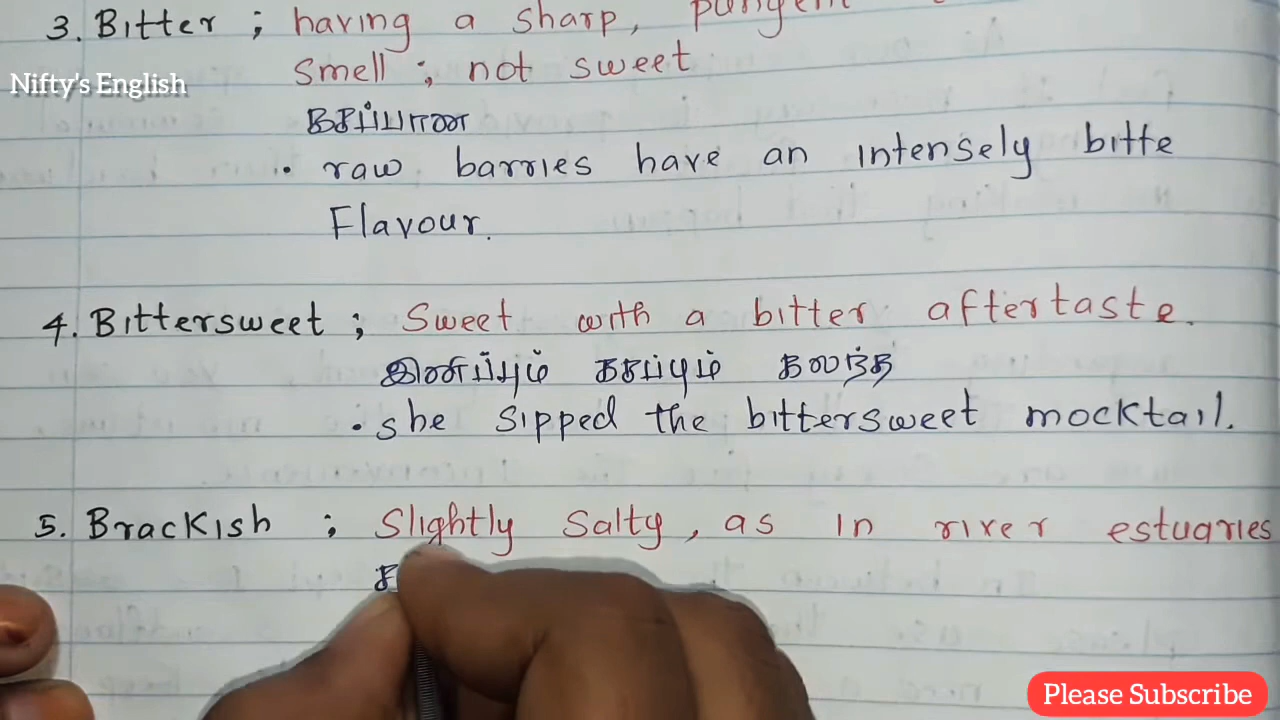 3. Bitter ; having a sharp, pungent
smell ; not sweet
Nifty's English
கசப்பான
• raw barries have an intensely bitte
Flavour.
4. Bittersweet ; Sweet with a bitter aftertaste.
இனிப்பும் கசப்பும் கலந்த
• she sipped the bittersweet mocktail.
5. Brackish ; Slightly Salty, as in river estuaries
Please Subscribe